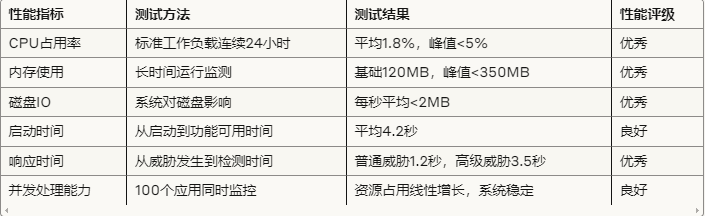 性能指标 测试方法 测试结果 性能评级
CPU占用率 标准工作负载连续24小时 平均1.8%，峰值<5% 优秀
内存使用 长时间运行监测 基础120MB，峰值<350MB 优秀
磁盘IO 系统对磁盘影响 每秒平均<2MB 优秀
启动时间 从启动到功能可用时间 平均4.2秒 良好
响应时间 从威胁发生到检测时间 普通威胁1.2秒，高级威胁3.5秒 优秀
并发处理能力 100个应用同时监控 资源占用线性增长，系统稳定 良好